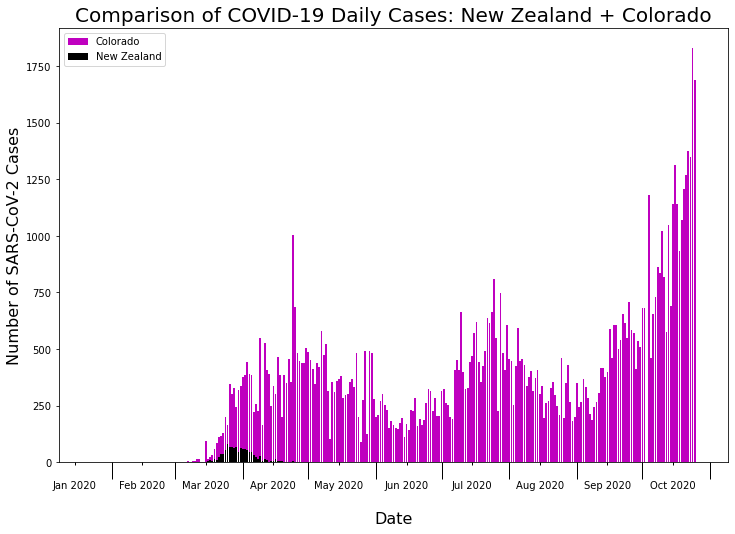 Comparison of COVID-19 Daily Cases: New Zealand + Colorado
Colorado
New Zealand
Number of SARS-CoV-2 Cases
1750
1500
1250
1000
750
500
250
0
Jan 2020 Feb 2020 Mar 2020 Apr 2020 May 2020 Jun 2020 Jul 2020 Aug 2020 Sep 2020 Oct 2020
Date